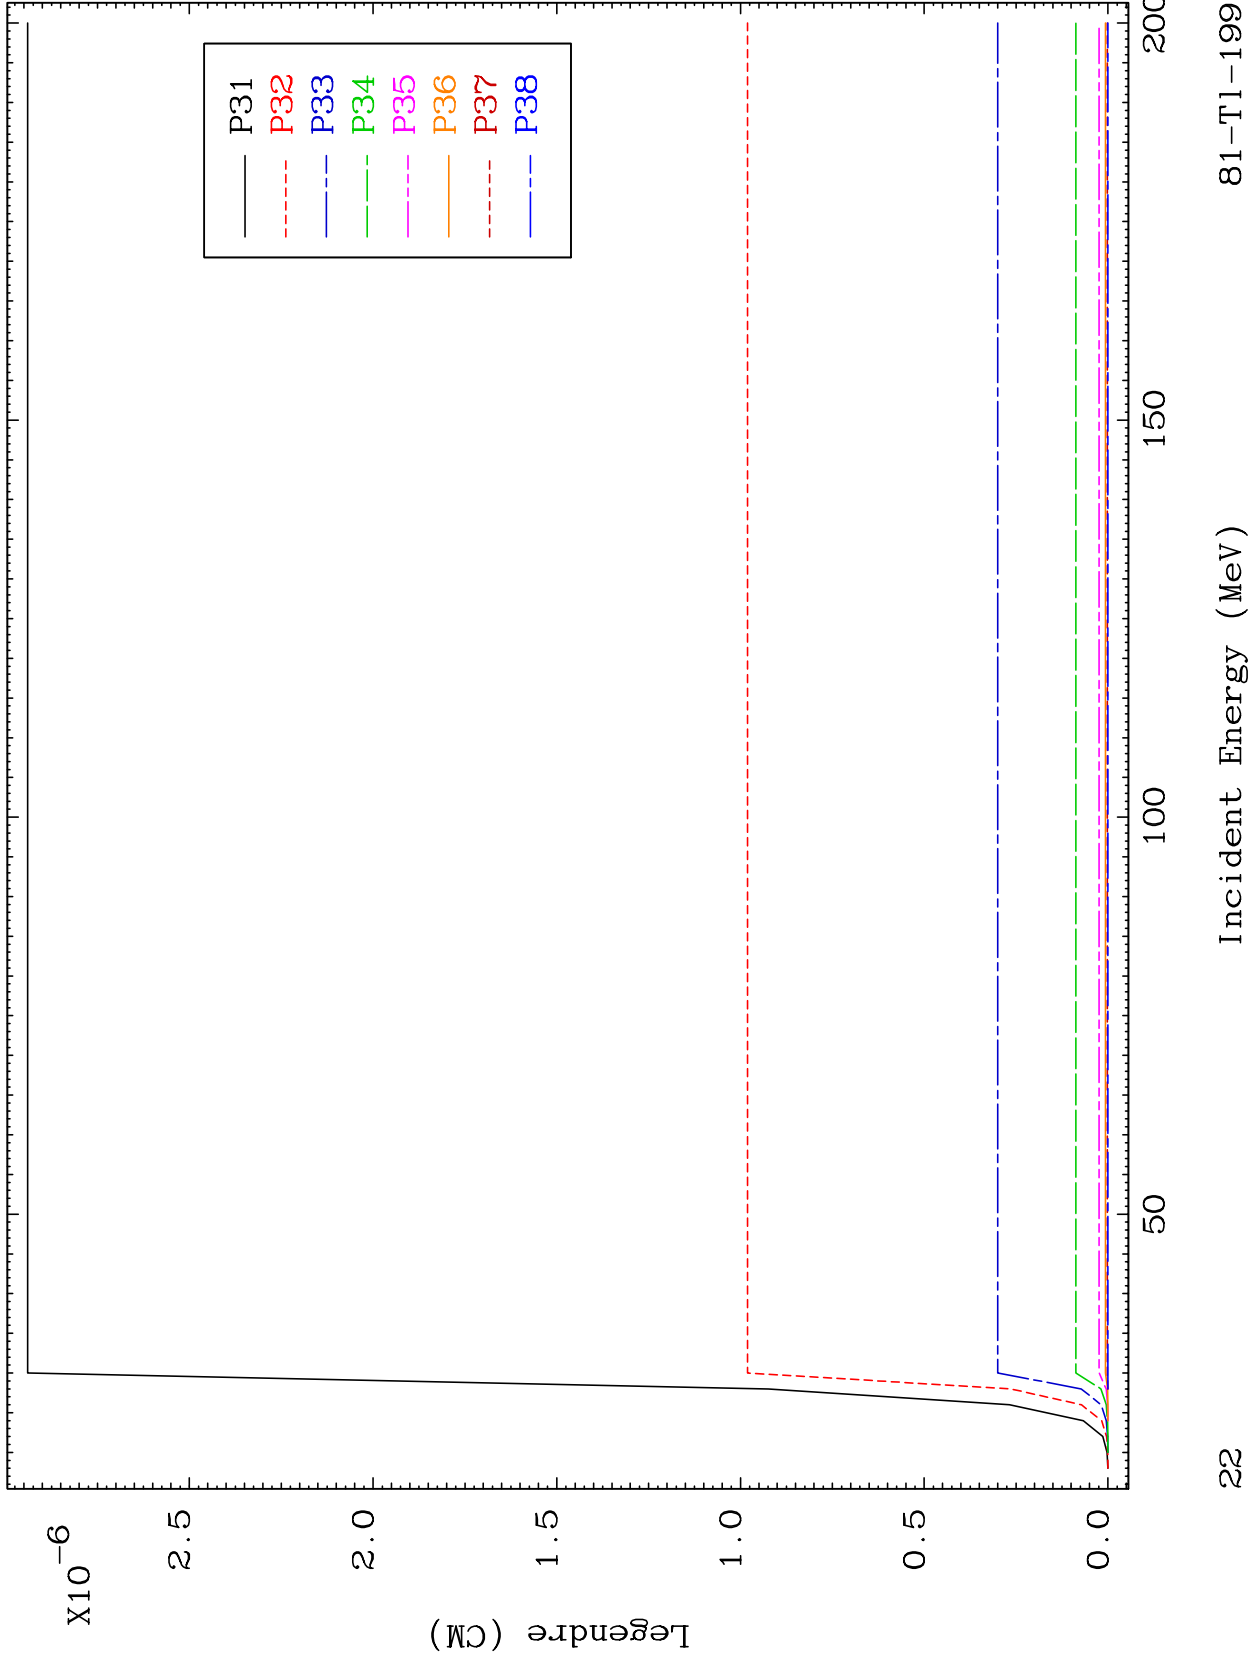 X10-6
2.5
2.0
1.5
1.0
0.5
0.0
Legendre (CM)
P31
P32
P33
P34
P35
P36
P37
P38
50
100
150
200
Incident Energy (MeV)
22
81-Tl-199